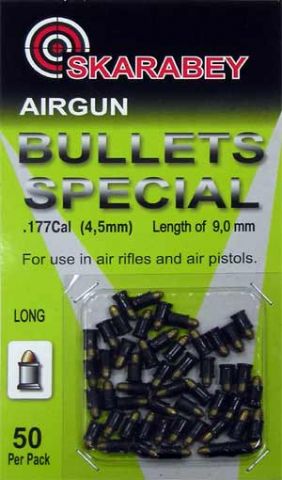 SKARABEY
AIRGUN
BULLETS
SPECIAL
.177Cal (4,5mm) Length of 9,0 mm
For use in air rifles and air pistols.
LONG
50
Per Pack